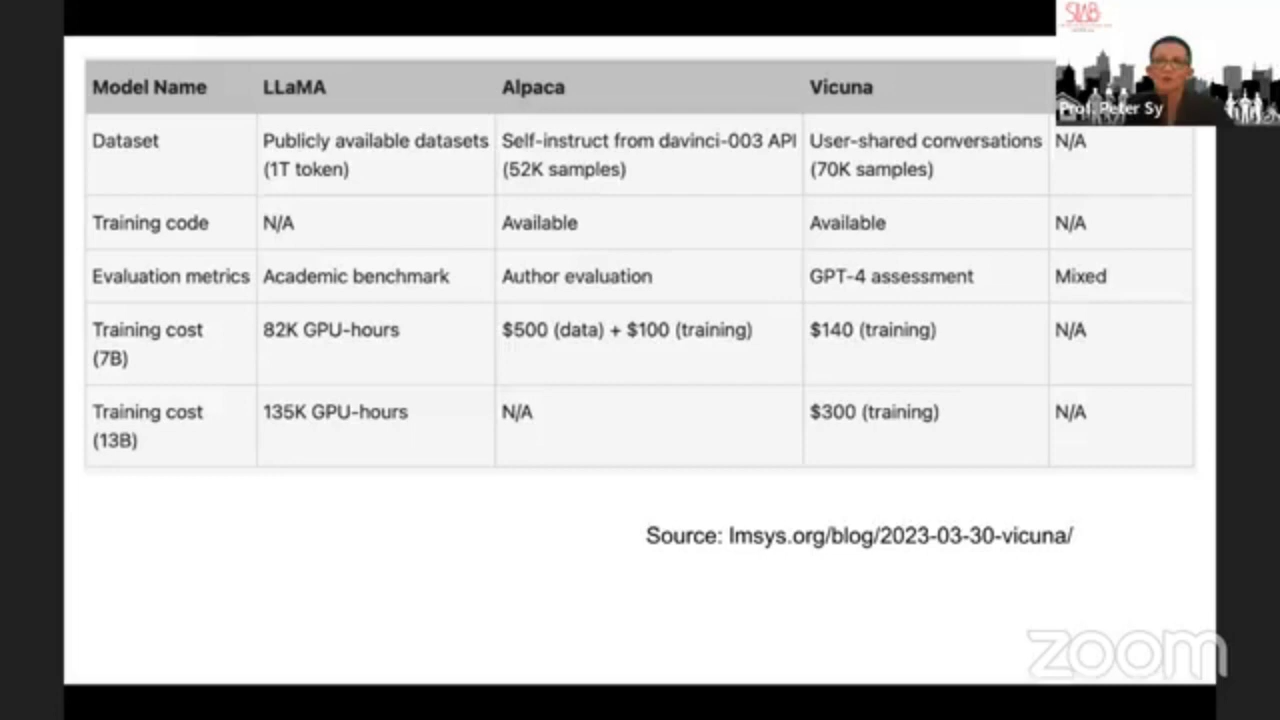 SLAB
Prof. Peter Sy
Model Name LLaMA Alpaca Vicuna
Dataset Publicly available datasets Self-instruct from davinci-003 API User-shared conversations N/A
(1T token) (52K samples) (70K samples)
Training code N/A Available Available N/A
Evaluation metrics Academic benchmark Author evaluation GPT-4 assessment Mixed
Training cost 82K GPU-hours $500 (data) + $100 (training) $140 (training) N/A
(7B)
Training cost 135K GPU-hours N/A $300 (training) N/A
(13B)
Source: lmsys.org/blog/2023-03-30-vicuna/
zoom